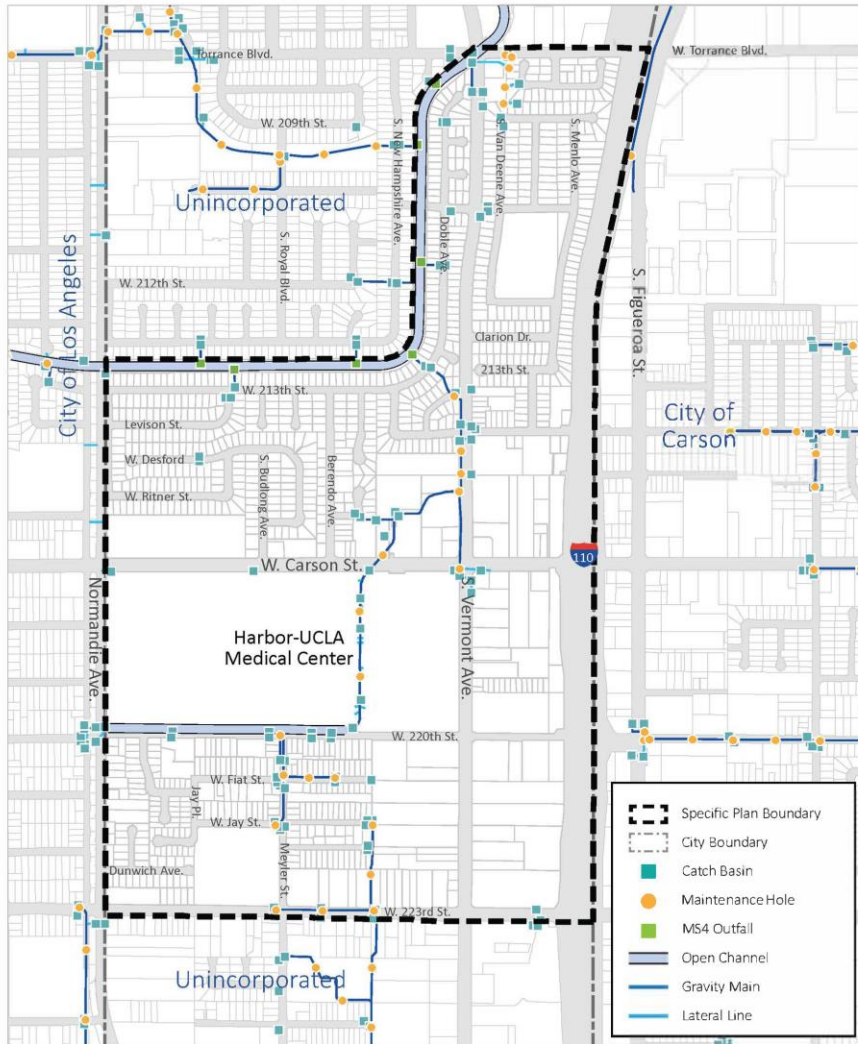 Torrance Blvd.
W. Torrance Blvd.
W. 209th St.
S. New Hampshire Ave.
S. Van Deene Ave.
S. Menlo Ave.
Unincorporated
Doble Ave.
S. Royal Blvd.
City of Los Angeles
W. 212th St.
S. Figueroa St.
Clarion Dr.
213th St.
W. 213th St.
Levison St.
City of
Carson
W. Desford
S. Budlong Ave.
Berendo Ave.
W. Ritner St.
W. Carson St.
110
Normandie Ave.
Harbor-UCLA
Medical Center
S. Vermont Ave.
W. 220th St.
W. Fiat St.
Jay Pl.
W. Jay St.
Meyler St.
Dunwich Ave.
W. 223rd St.
Unincorporated
Specific Plan Boundary
City Boundary
Catch Basin
Maintenance Hole
MS4 Outfall
Open Channel
Gravity Main
Lateral Line